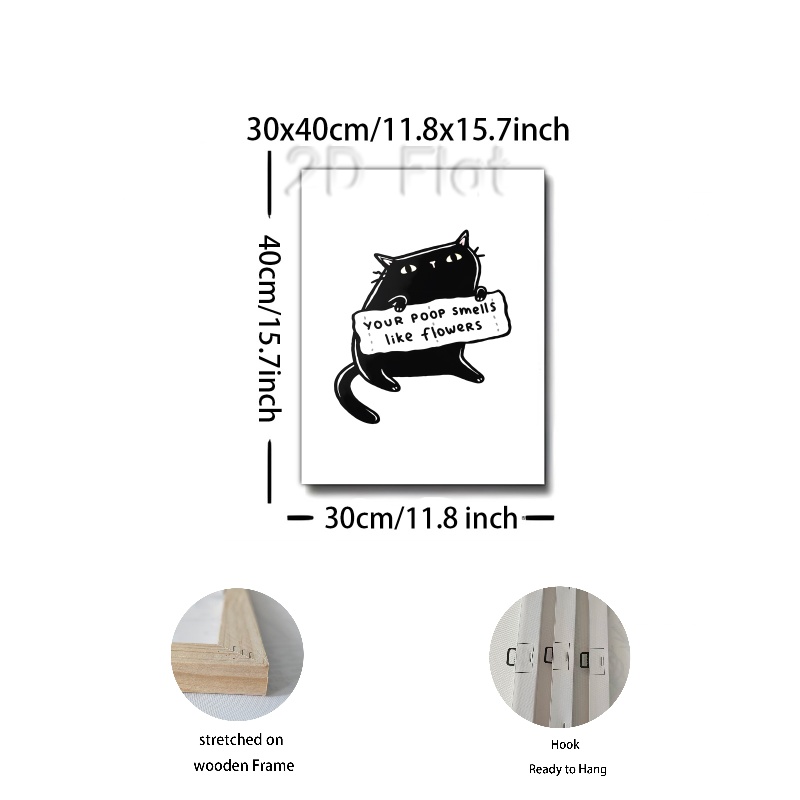 30x40cm/11.8x15.7inch
2D Flat
40cm/15.7inch
YOUR POOP smells
like flowers
30cm/11.8 inch
stretched on
wooden Frame
Hook
Ready to Hang